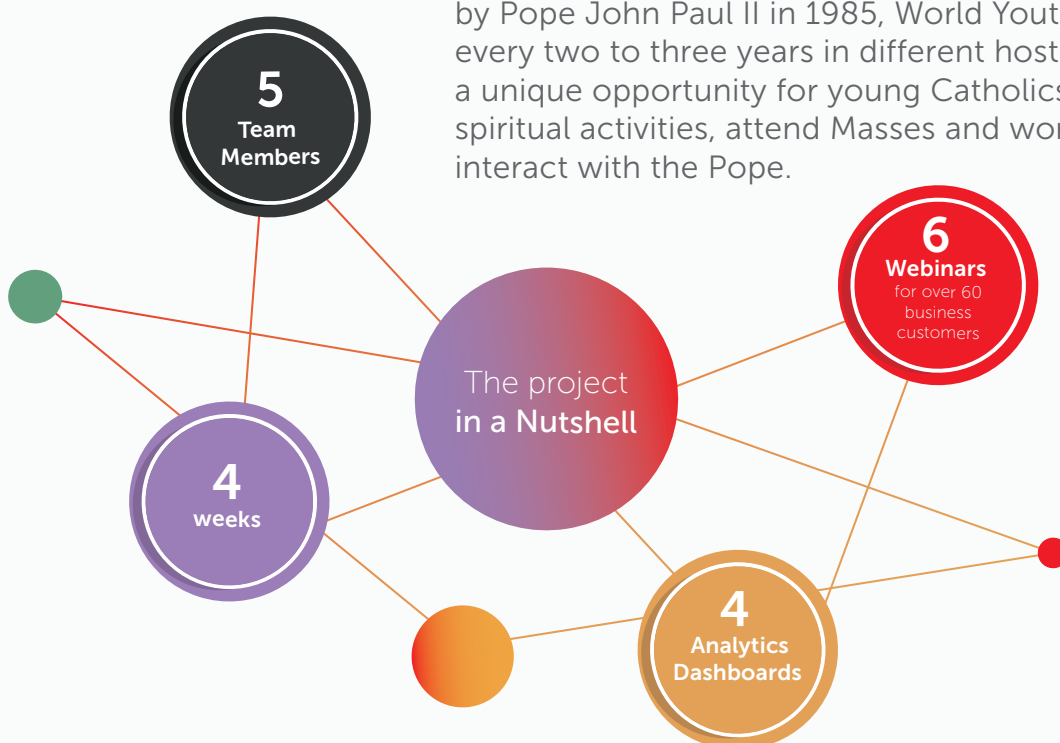 by Pope John Paul II in 1985, World Yout
every two to three years in different host
a unique opportunity for young Catholics
spiritual activities, attend Masses and wor
interact with the Pope.
5
Team
Members
6
Webinars
for over 60
business
customers
The project
in a Nutshell
4
weeks
4
Analytics
Dashboards